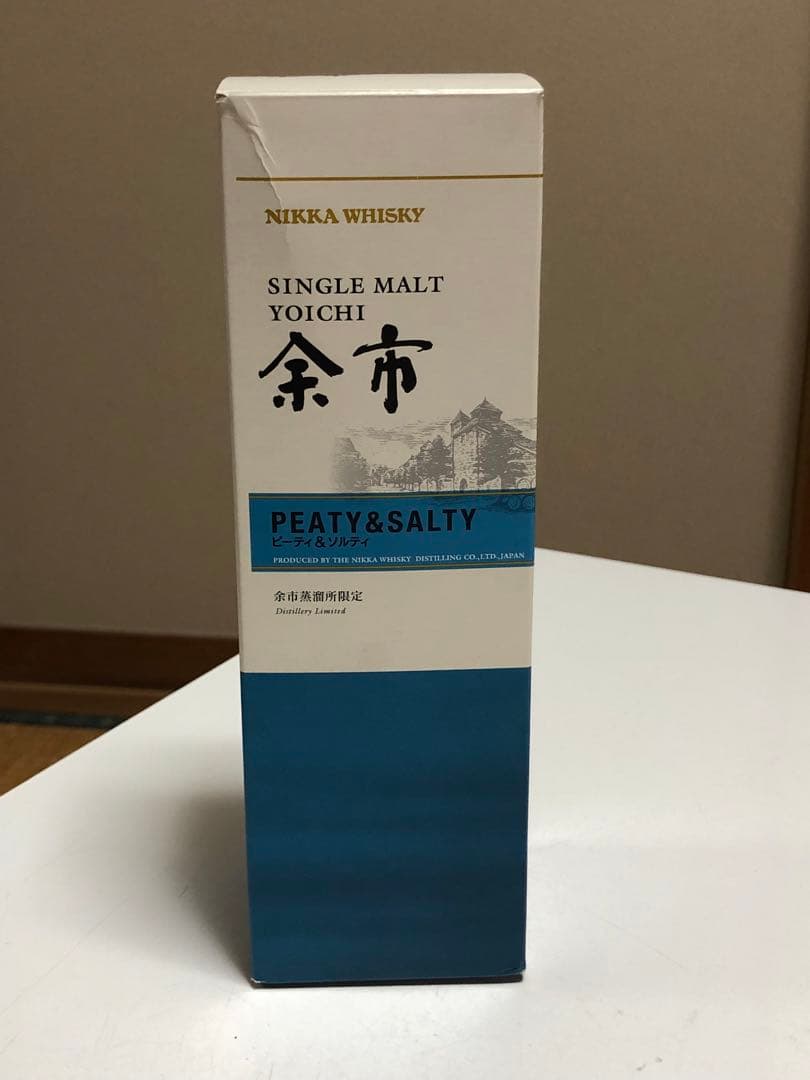 NIKKA WHISKY
SINGLE MALT
YOICHI
余市
PEATY&SALTY
ピーティ&ソルティ
PRODUCED BY THE NIKKA WHISKY DISTILLING CO.,LTD.,JAPAN
余市蒸溜所限定
Distillery Limited